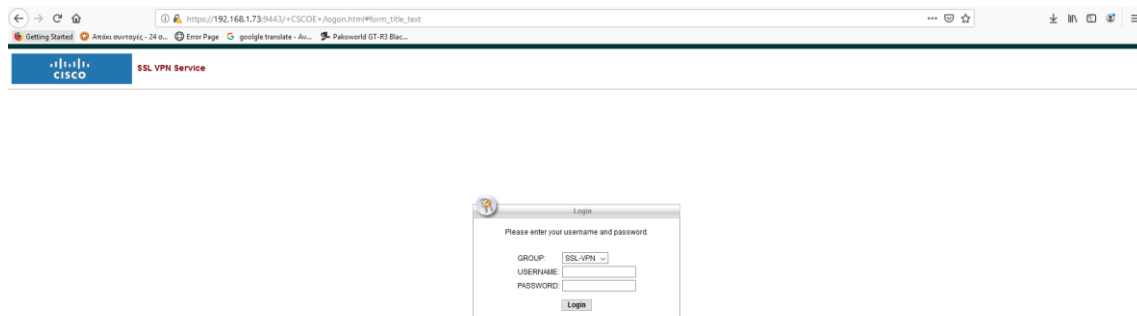 https://192.168.1.73:9443/+CSCOE+/logon.html#form_title_text
Getting Started Απάκι συνταγές - 24 σ... Error Page goolgle translate - Αν... Pakoworld GT-R3 Blac...
CISCO
SSL VPN Service
Login
Please enter your username and password.
GROUP: SSL-VPN
USERNAME:
PASSWORD:
Login